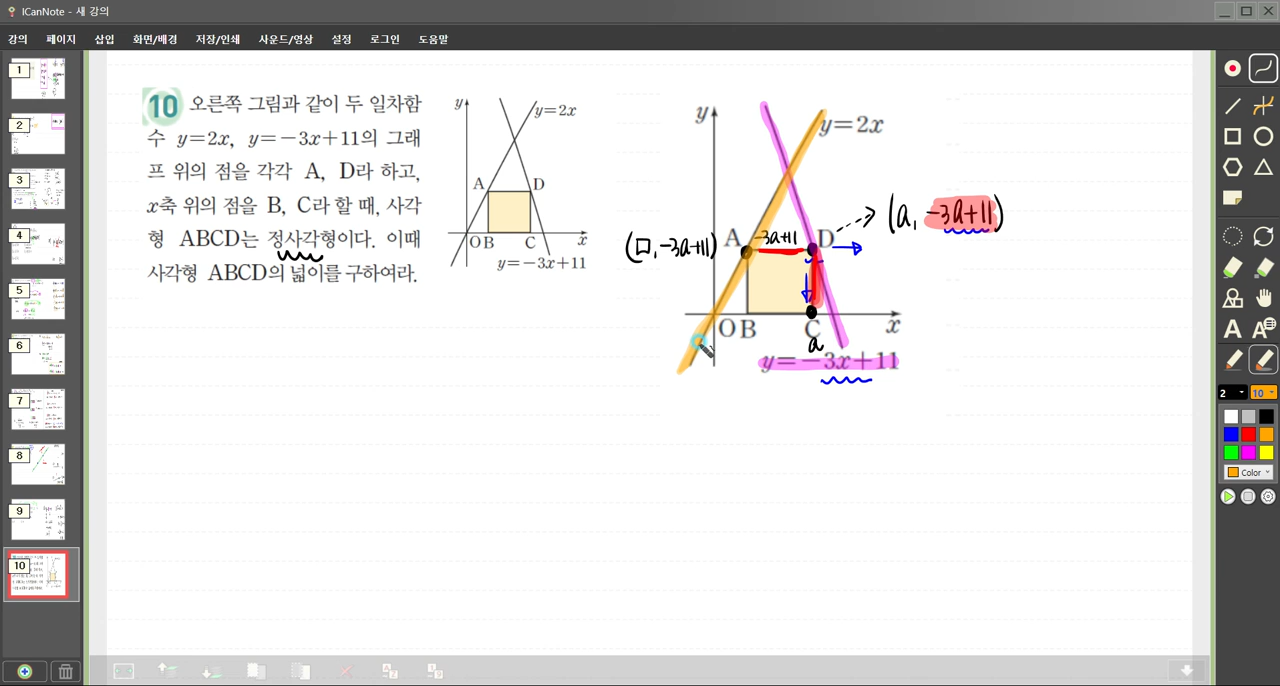 ICanNote - 새 강의
강의 페이지 삽입 화면/배경 저장/인쇄 사운드/영상 설정 로그인 도움말
1
2
3
4
5
6
7
8
9
10
10 오른쪽 그림과 같이 두 일차함
수 y=2x, y=-3x+11의 그래
프 위의 점을 각각 A, D라 하고,
x축 위의 점을 B, C라 할 때, 사각
형 ABCD는 정사각형이다. 이때
사각형 ABCD의 넓이를 구하여라.
y
y=2x
A D
O B C x
y=-3x+11
y
y=2x
(a, -3a+11)
(□, -3a+11) A -3a+11 D
O B C x
a
y=-3x+11
A A
2 10
Color